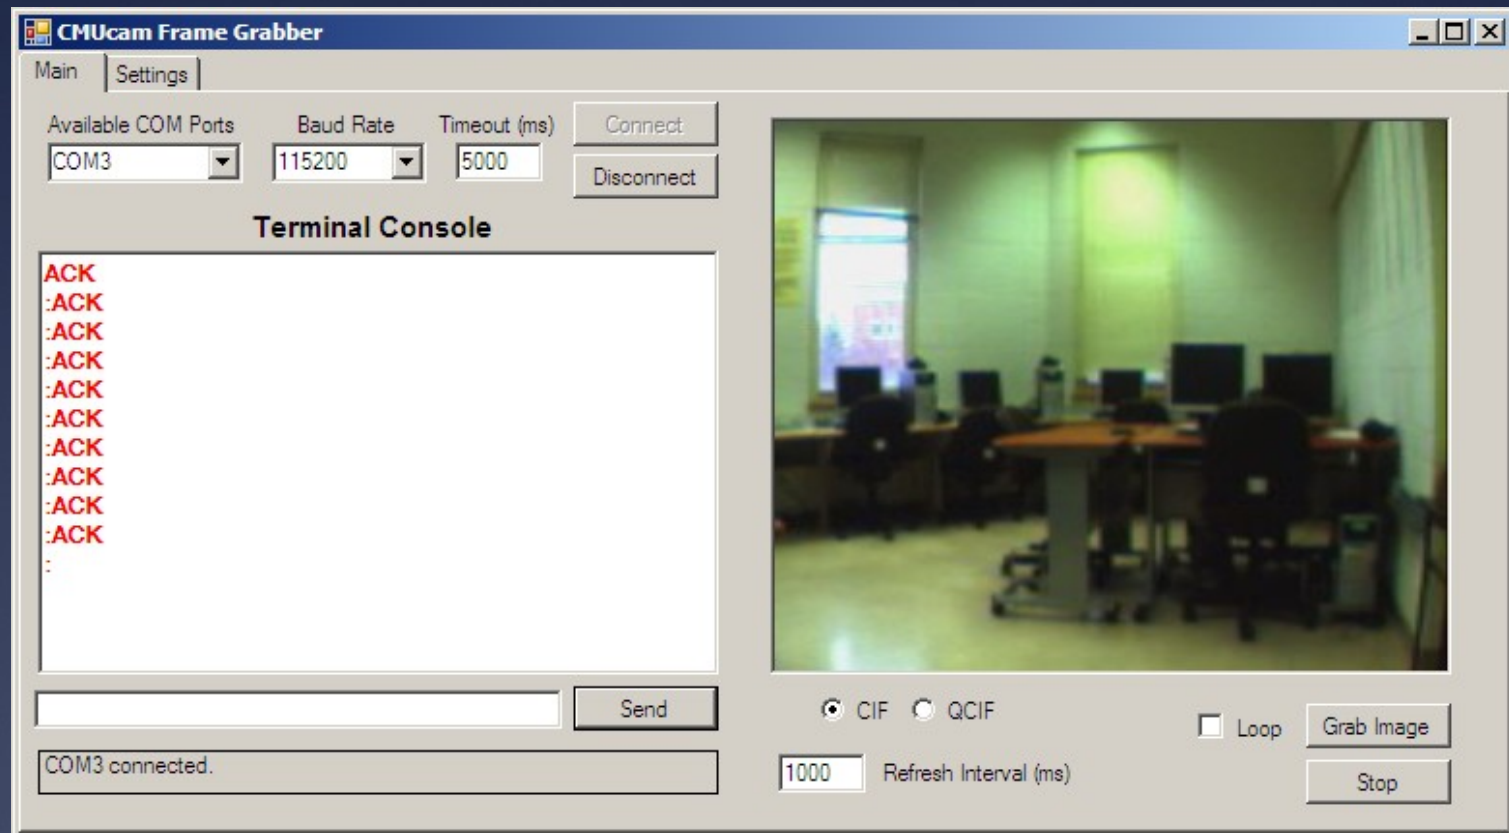 CMUcam Frame Grabber
Main Settings
Available COM Ports Baud Rate Timeout (ms) Connect
COM3 115200 5000
Disconnect
Terminal Console
ACK
:ACK
:ACK
:ACK
:ACK
:ACK
:ACK
:ACK
:ACK
:ACK
:
Send
COM3 connected.
CIF QCIF
Loop Grab Image
1000 Refresh Interval (ms)
Stop